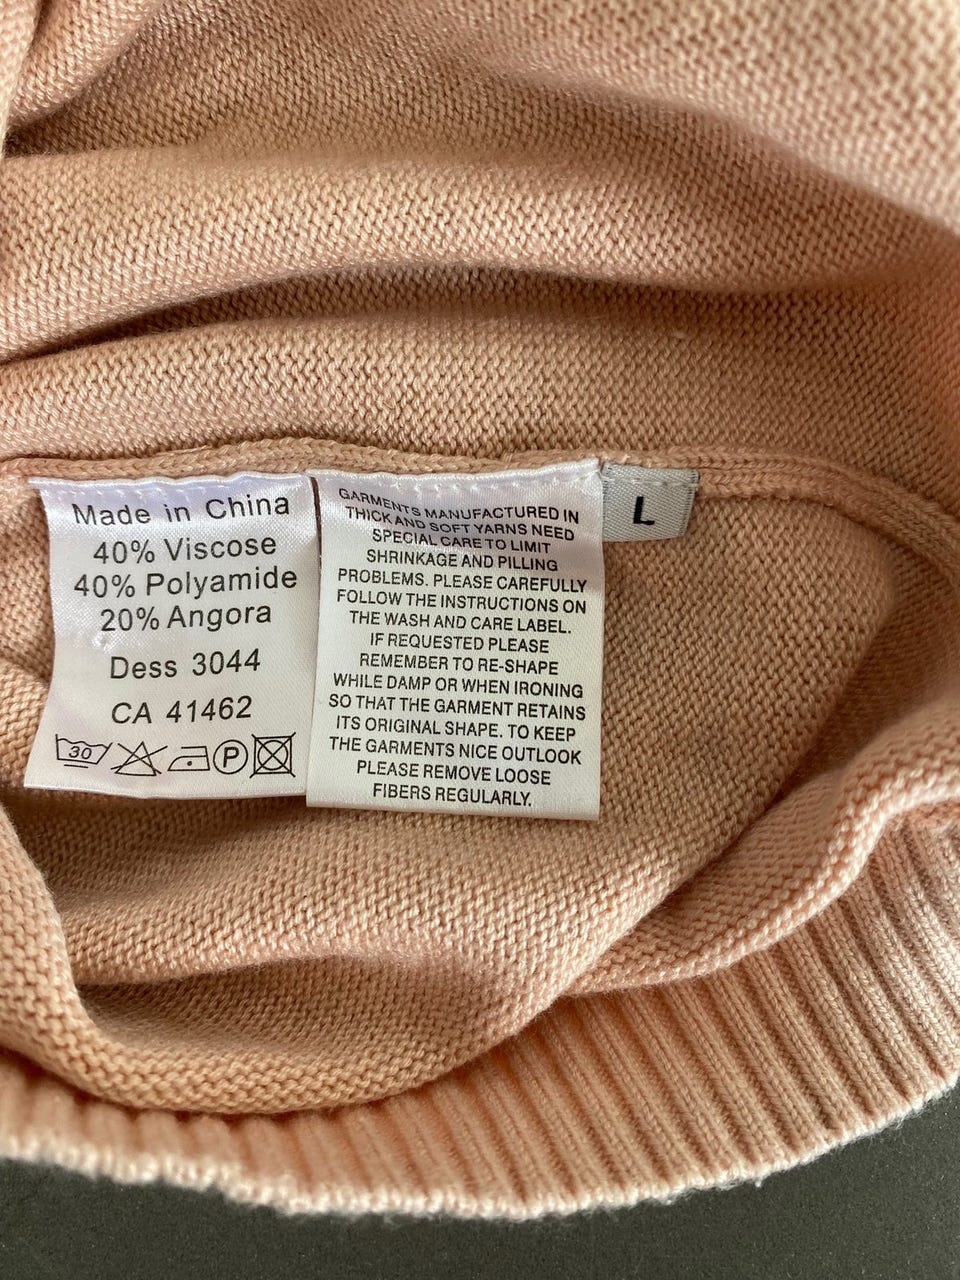 Made in China
40% Viscose
40% Polyamide
20% Angora
Dess 3044
CA 41462
30 P
GARMENTS MANUFACTURED IN
THICK AND SOFT YARNS NEED
SPECIAL CARE TO LIMIT
SHRINKAGE AND PILLING
PROBLEMS. PLEASE CAREFULLY
FOLLOW THE INSTRUCTIONS ON
THE WASH AND CARE LABEL.
IF REQUESTED PLEASE
REMEMBER TO RE-SHAPE
WHILE DAMP OR WHEN IRONING
SO THAT THE GARMENT RETAINS
ITS ORIGINAL SHAPE. TO KEEP
THE GARMENTS NICE OUTLOOK
PLEASE REMOVE LOOSE
FIBERS REGULARLY.
L